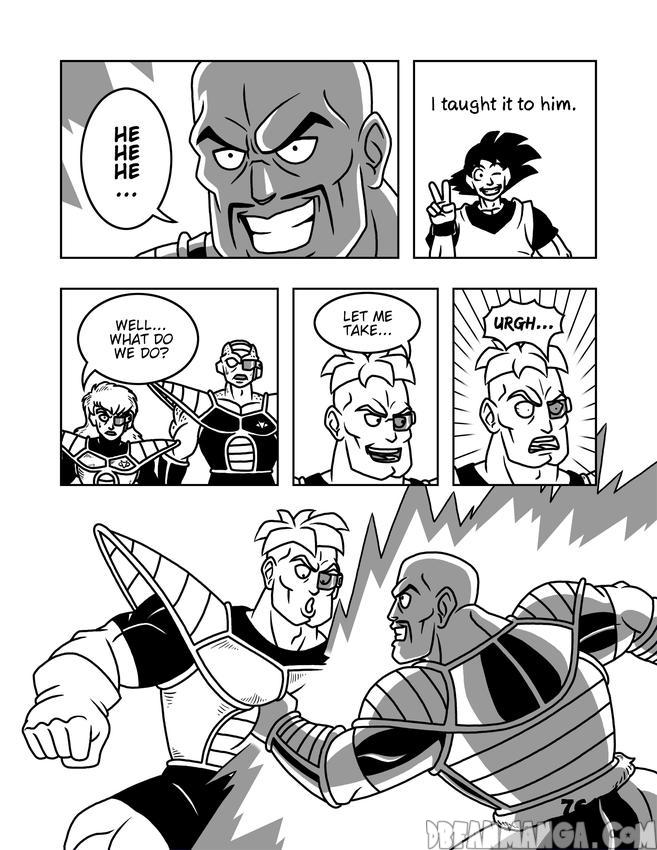 HE
HE
HE
...
I taught it to him.
WELL...
WHAT DO
WE DO?
LET ME
TAKE...
URGH...
76
DBFANMANGA.COM